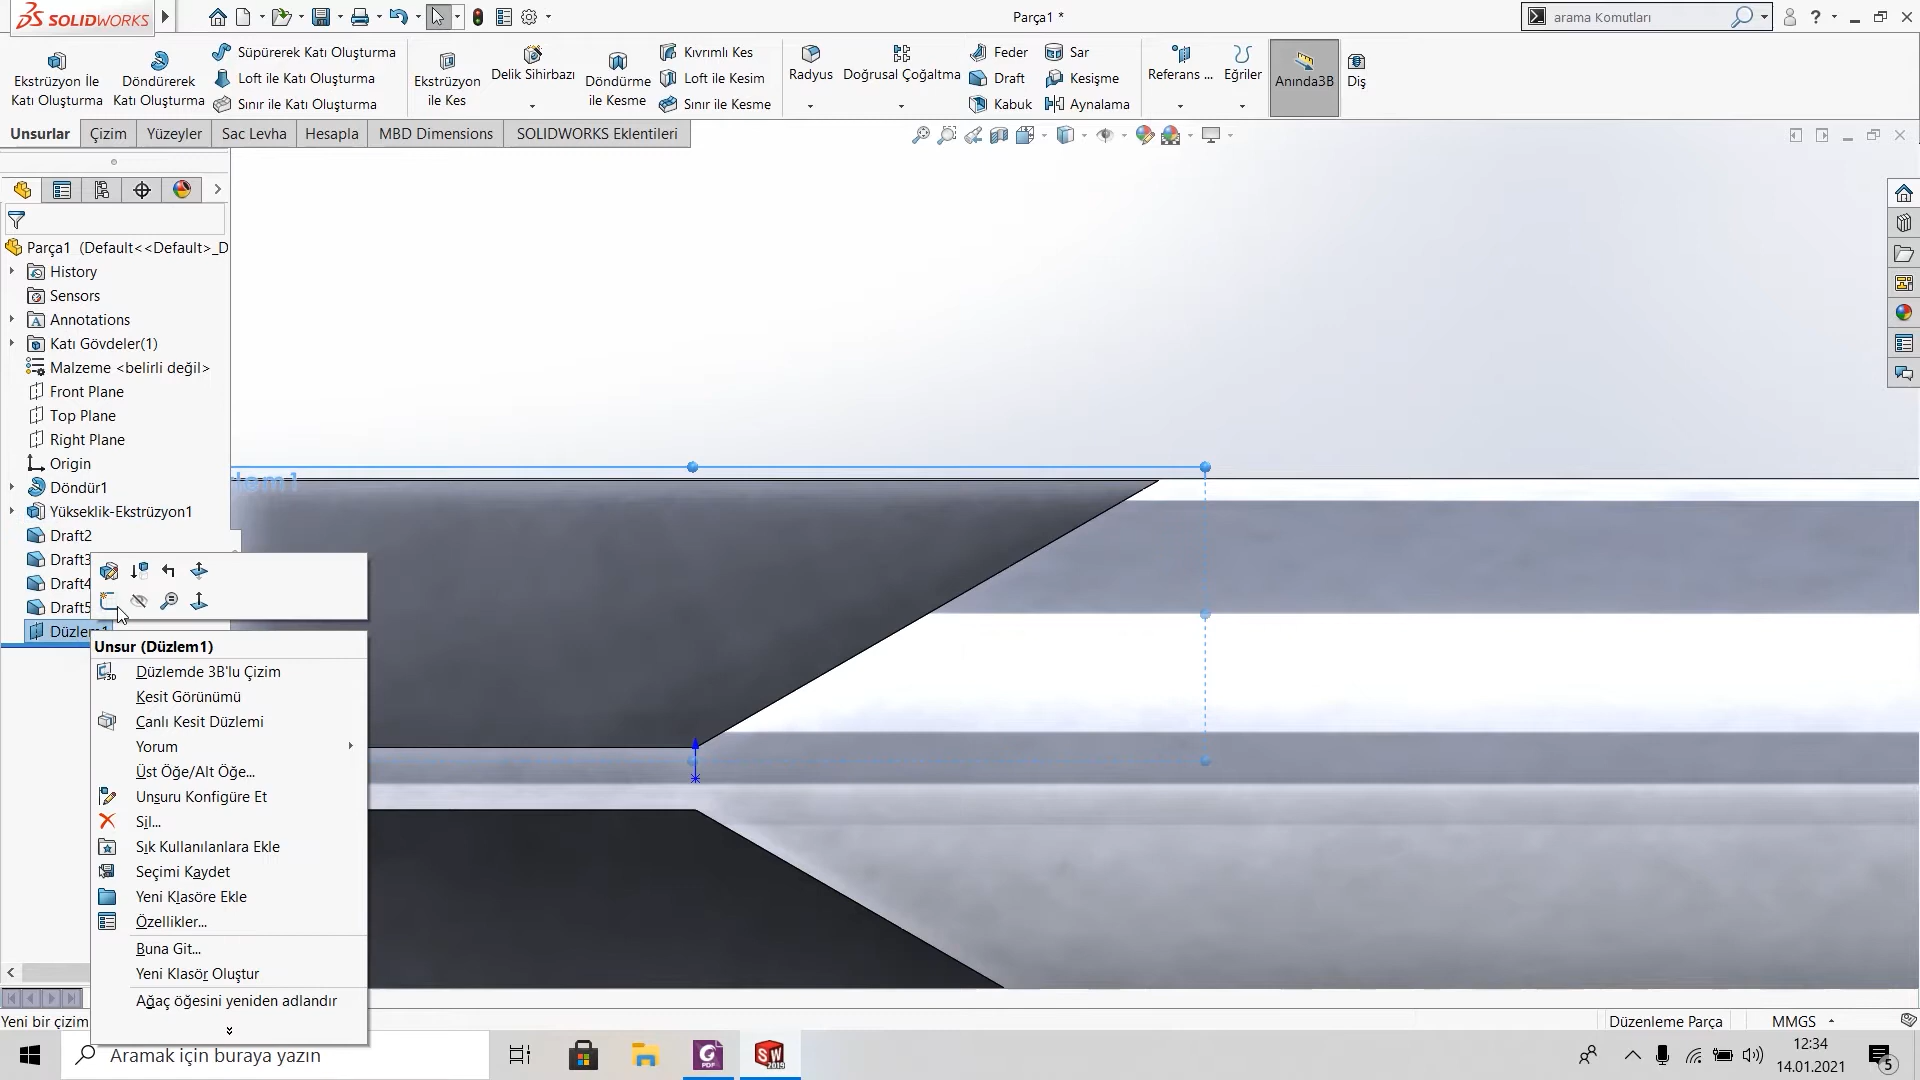 SOLIDWORKS
Parça1 *
arama Komutları
Ekstrüzyon İle
Katı Oluşturma
Döndürerek
Katı Oluşturma
Süpürerek Katı Oluşturma
Loft ile Katı Oluşturma
Sınır ile Katı Oluşturma
Ekstrüzyon
ile Kes
Delik Sihirbazı
Döndürme
ile Kesme
Kıvrımlı Kes
Loft ile Kesim
Sınır ile Kesme
Radyus
Doğrusal Çoğaltma
Feder
Draft
Kabuk
Sar
Kesişme
Aynalama
Referans ...
Eğriler
Anında3B
Diş
Unsurlar
Çizim
Yüzeyler
Sac Levha
Hesapla
MBD Dimensions
SOLIDWORKS Eklentileri
Parça1 (Default<<Default>_D
History
Sensors
Annotations
Katı Gövdeler(1)
Malzeme <belirli değil>
Front Plane
Top Plane
Right Plane
Origin
Döndür1
Yükseklik-Ekstrüzyon1
Draft2
Draft3
Draft4
Draft5
Düzlem1
Unsur (Düzlem1)
Düzlemde 3B'lu Çizim
Kesit Görünümü
Canlı Kesit Düzlemi
Yorum
Üst Öğe/Alt Öğe...
Unsuru Konfigüre Et
Sil...
Sık Kullanılanlara Ekle
Seçimi Kaydet
Yeni Klasöre Ekle
Özellikler...
Buna Git...
Yeni Klasör Oluştur
Ağaç öğesini yeniden adlandır
Yeni bir çizim
Düzenleme Parça
MMGS
Aramak için buraya yazın
PDF
SW
2019
12:34
14.01.2021
5